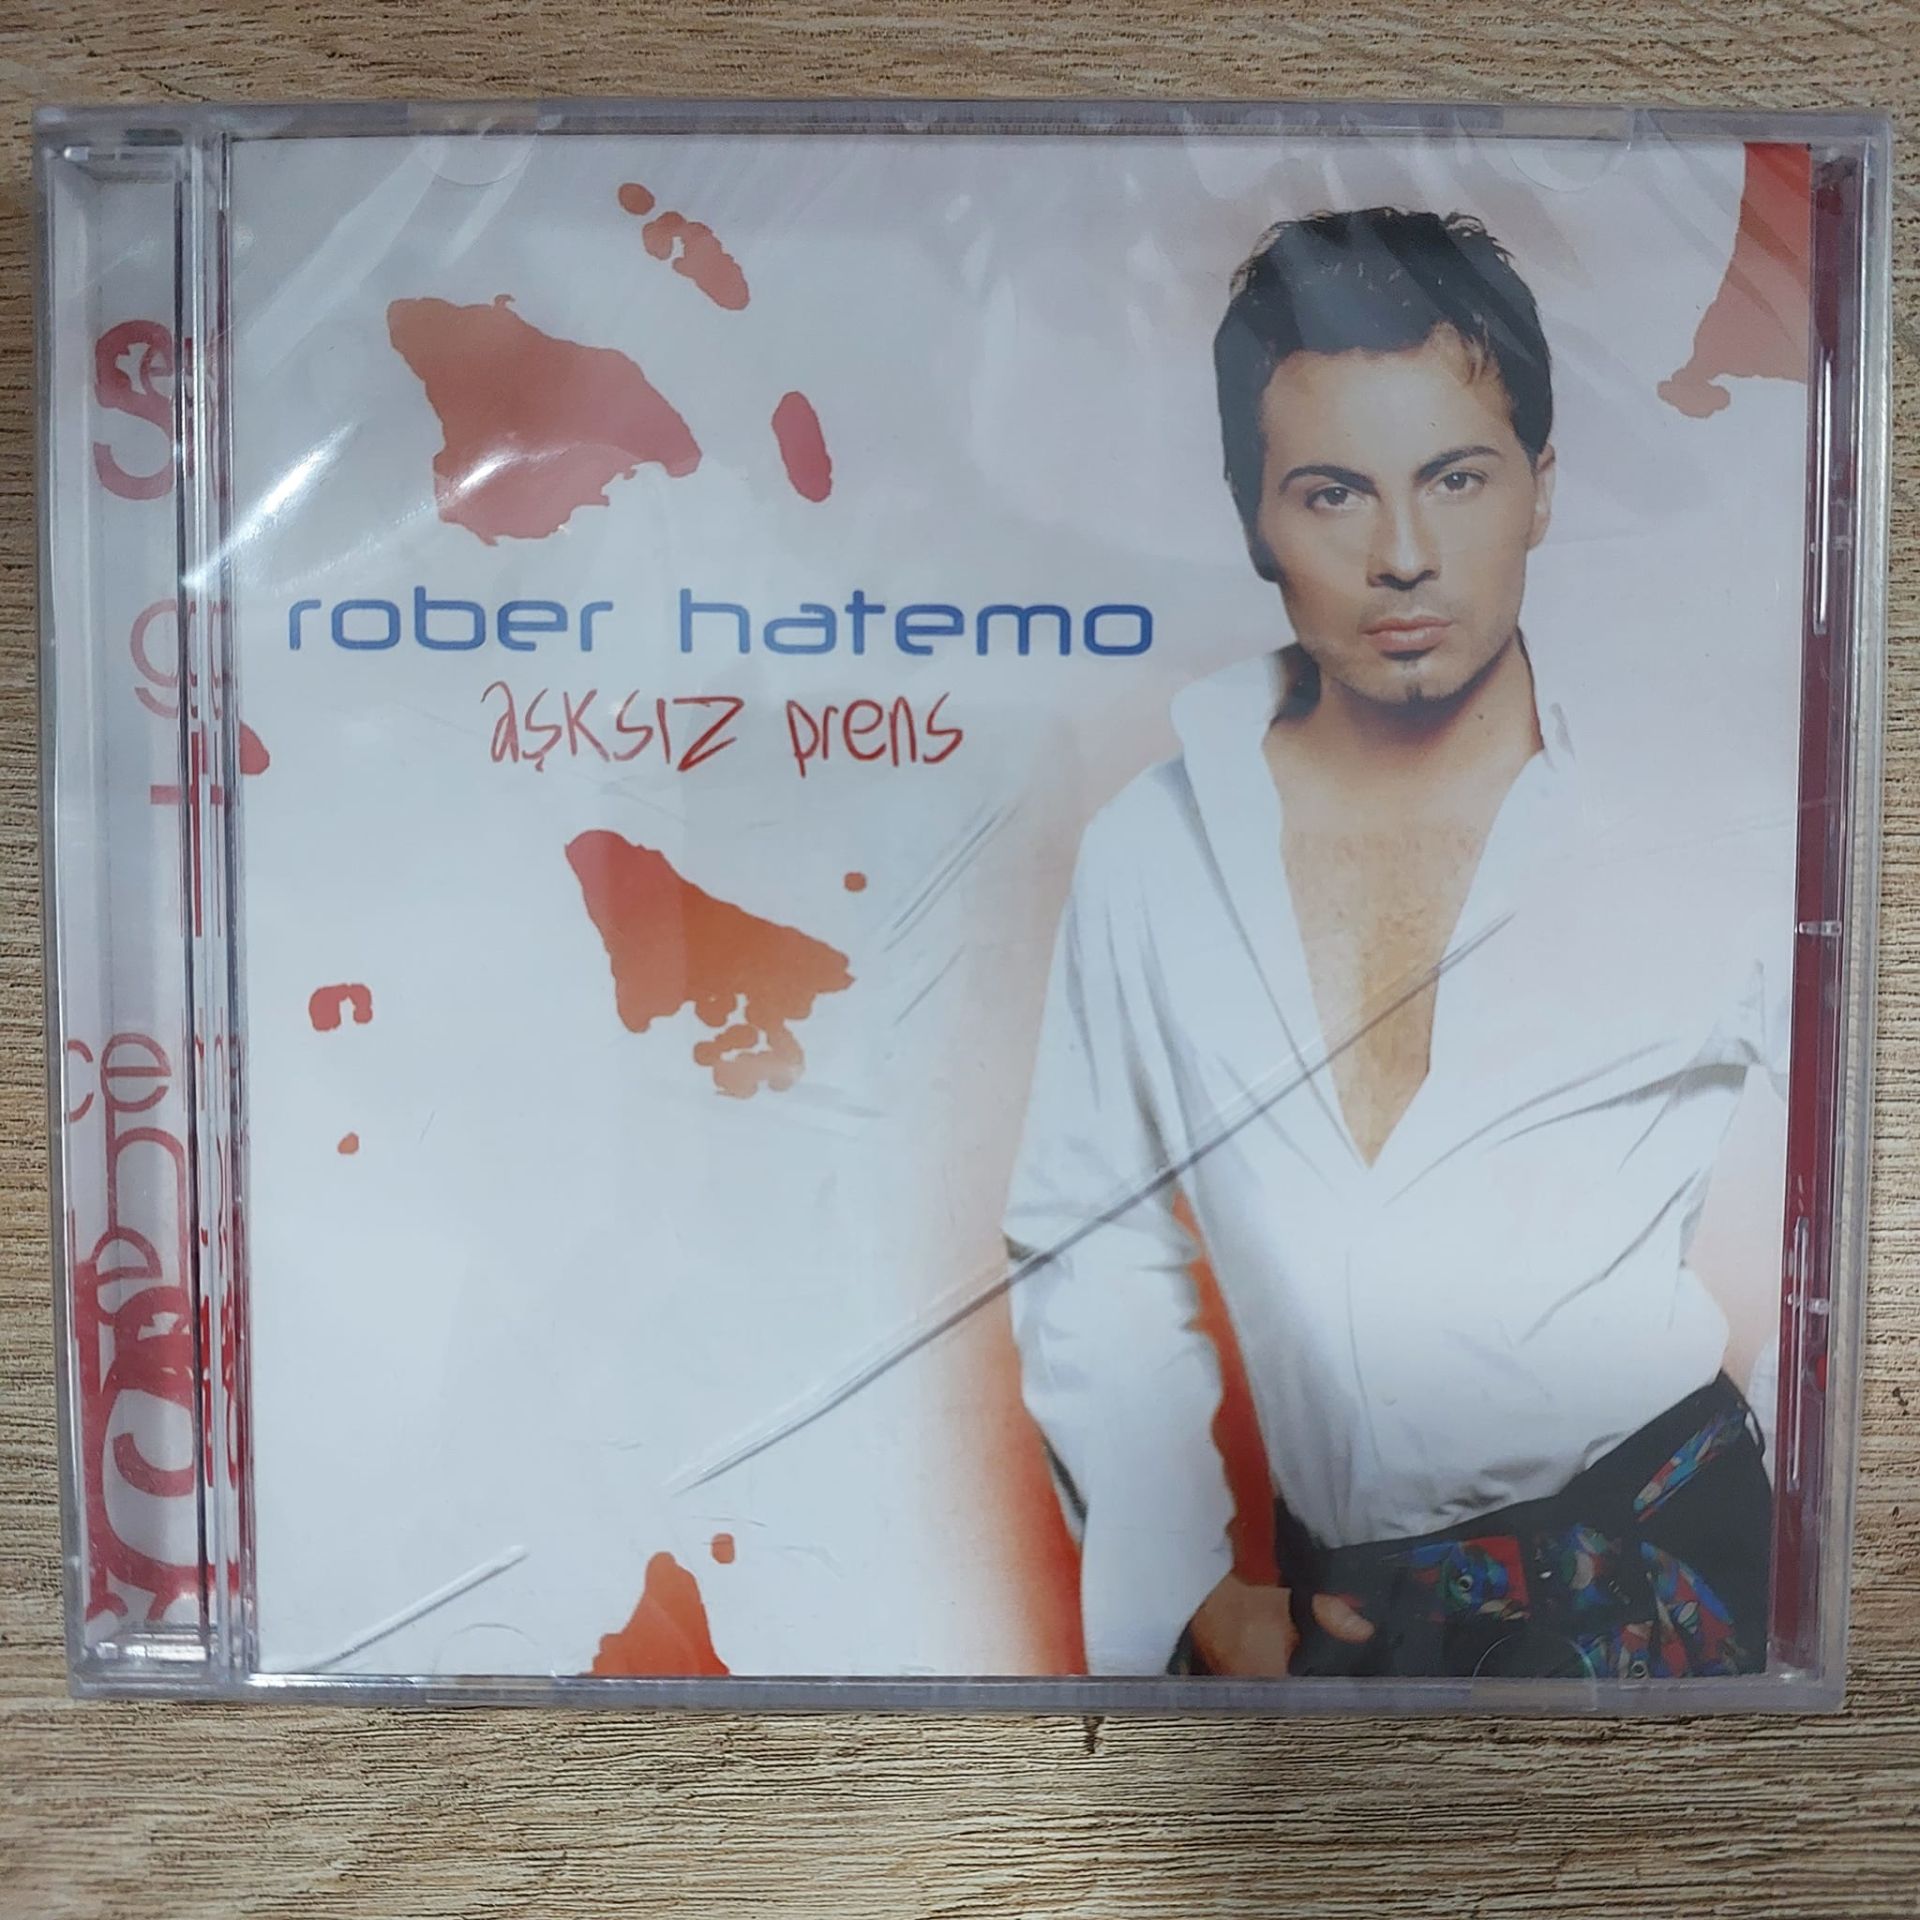 rober hatemo
aşksız prens